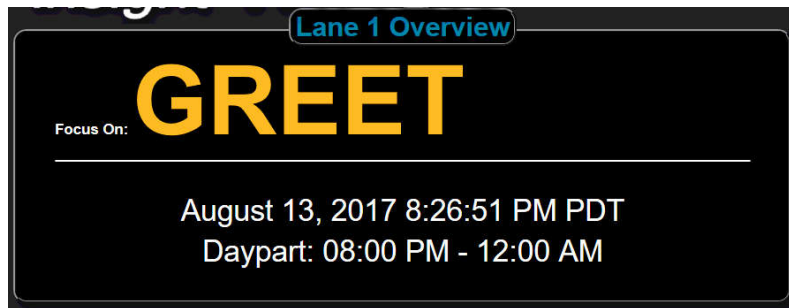 Lane 1 Overview
Focus On: GREET
August 13, 2017 8:26:51 PM PDT
Daypart: 08:00 PM - 12:00 AM